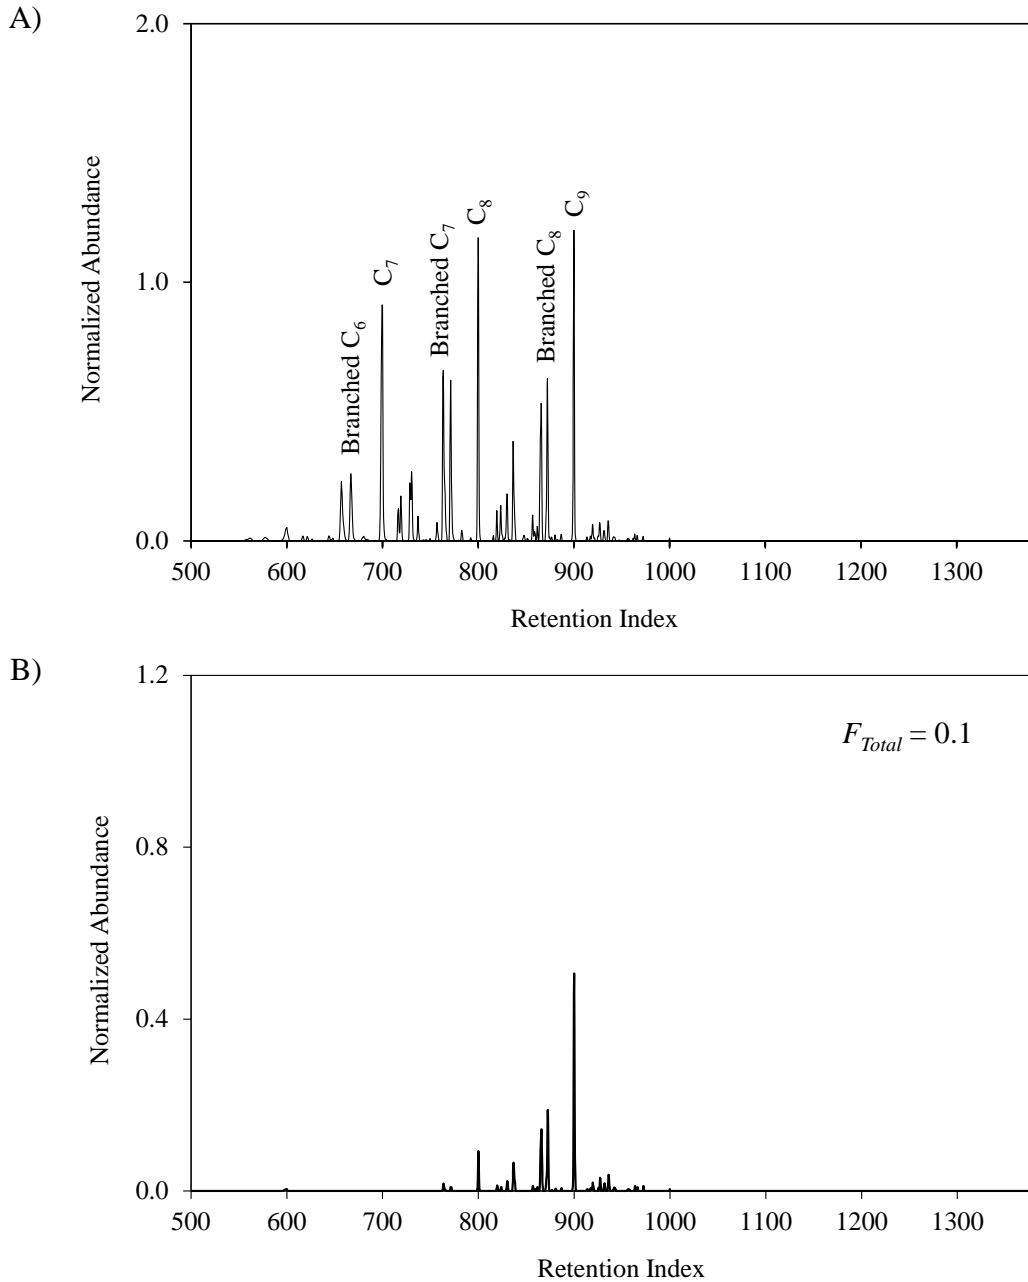 A)
Normalized Abundance
2.0
1.0
0.0
Branched C₆
C₇
Branched C₇
C₈
Branched C₈
C₉
500 600 700 800 900 1000 1100 1200 1300
Retention Index
B)
Normalized Abundance
1.2
0.8
0.4
0.0
F_Total = 0.1
500 600 700 800 900 1000 1100 1200 1300
Retention Index